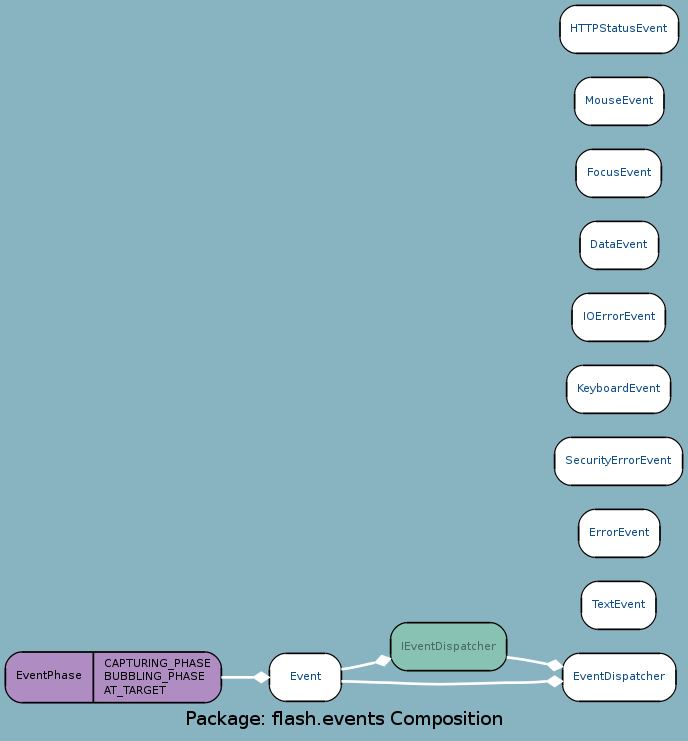 HTTPStatusEvent
MouseEvent
FocusEvent
DataEvent
IOErrorEvent
KeyboardEvent
SecurityErrorEvent
ErrorEvent
TextEvent
IEventDispatcher
EventPhase
CAPTURING_PHASE
BUBBLING_PHASE
AT_TARGET
Event
EventDispatcher
Package: flash.events Composition